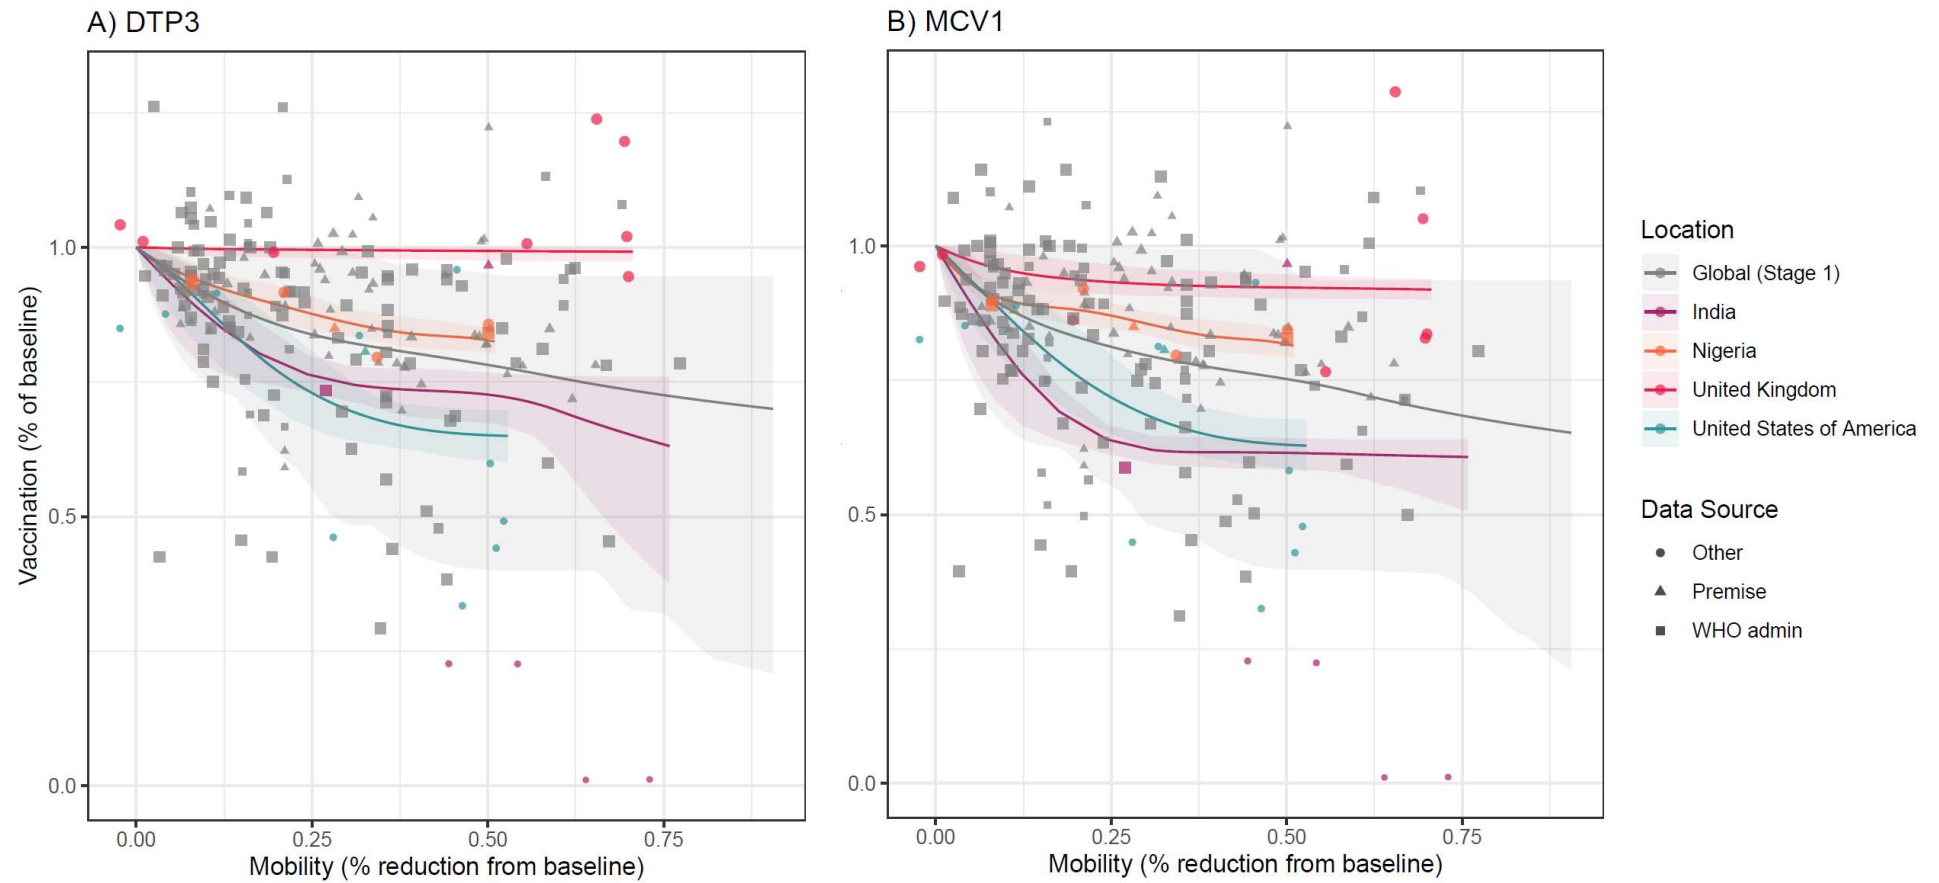 A) DTP3
B) MCV1
Vaccination (% of baseline)
1.0
0.5
0.0
0.00
0.25
0.50
0.75
Mobility (% reduction from baseline)
1.0
0.5
0.0
0.00
0.25
0.50
0.75
Mobility (% reduction from baseline)
Location
Global (Stage 1)
India
Nigeria
United Kingdom
United States of America
Data Source
Other
Premise
WHO admin